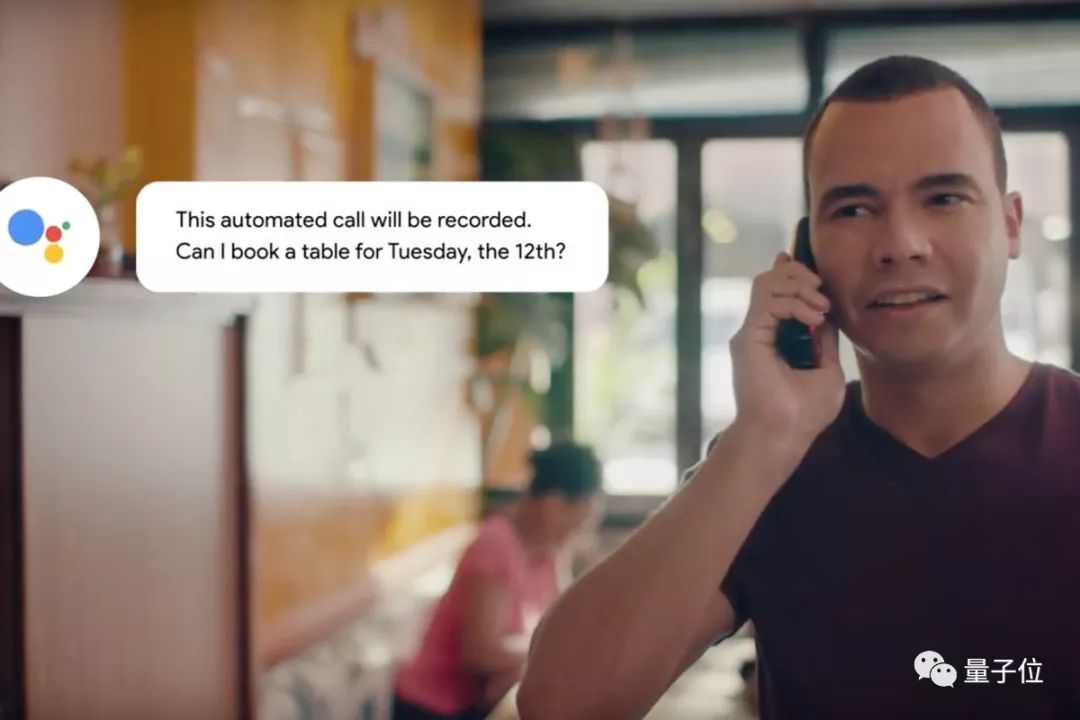 This automated call will be recorded.
Can I book a table for Tuesday, the 12th?
量子位